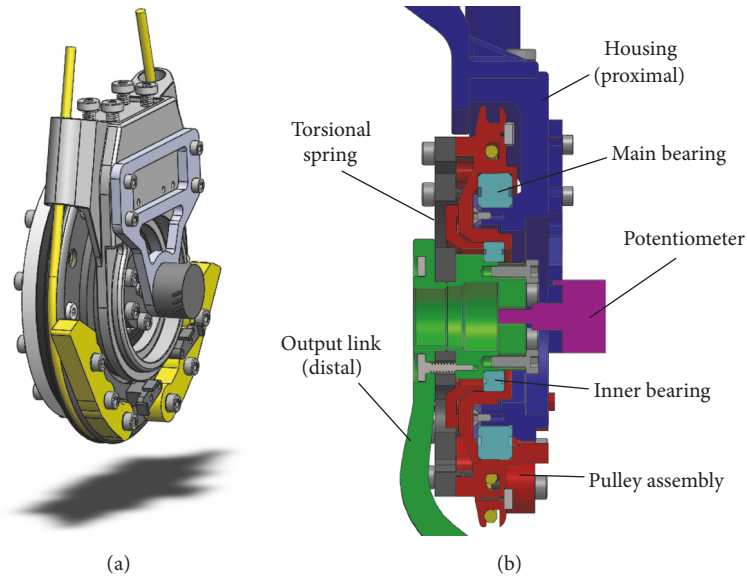 Housing
(proximal)
Torsional
spring
Main bearing
Potentiometer
Output link
(distal)
Inner bearing
Pulley assembly
(a)
(b)